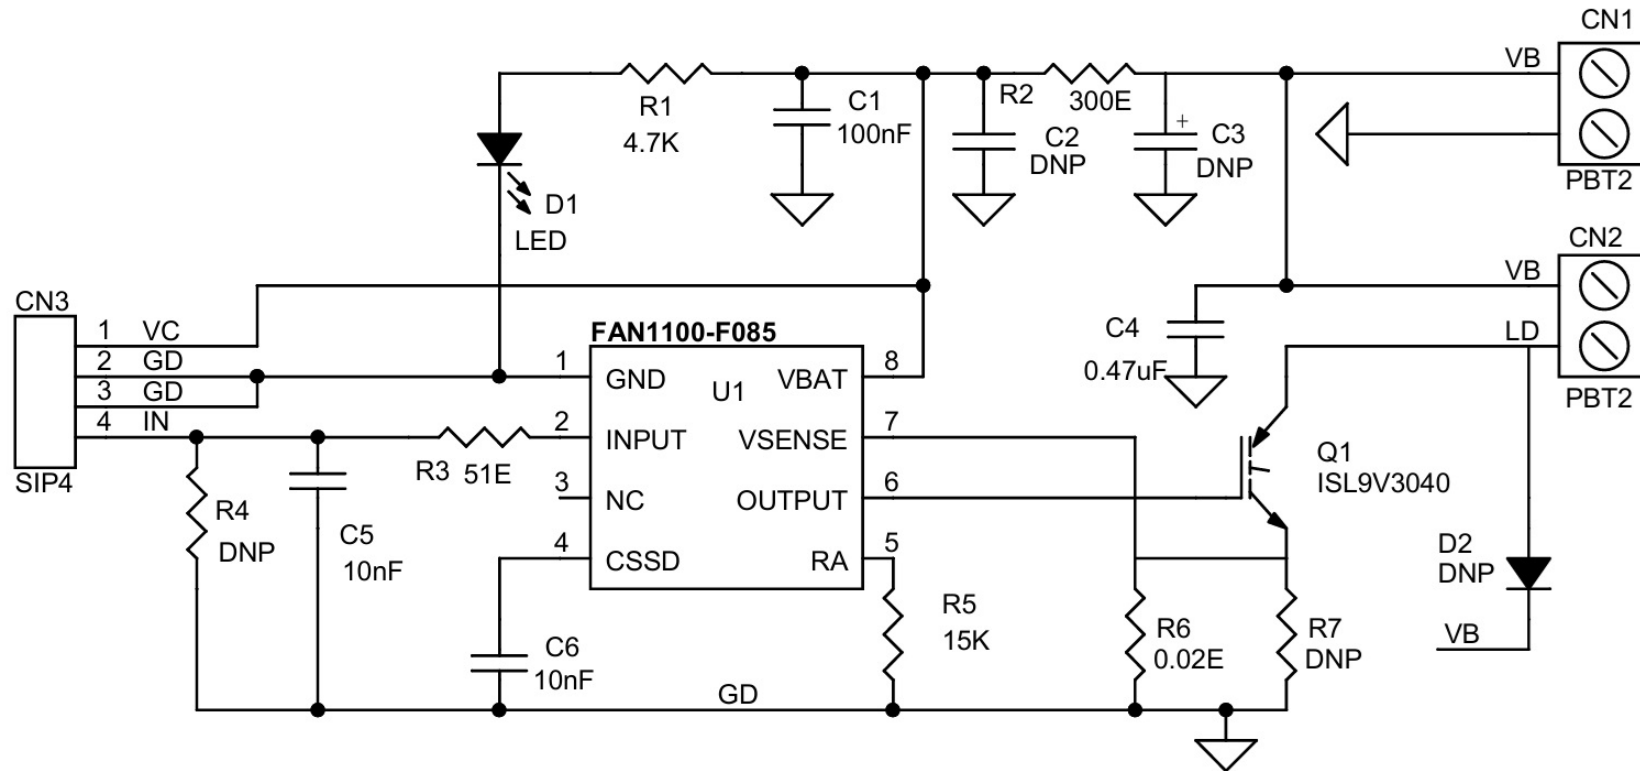 CN1
VB
R1
4.7K
C1
100nF
R2
300E
C2
DNP
+
C3
DNP
PBT2
D1
LED
CN2
VB
CN3
1 VC
2 GD
3 GD
4 IN
SIP4
FAN1100-F085
C4
0.47uF
LD
PBT2
1 GND
U1
VBAT 8
2 INPUT
VSENSE 7
3 NC
OUTPUT 6
4 CSSD
RA 5
R3 51E
Q1
ISL9V3040
R4
DNP
C5
10nF
D2
DNP
VB
R5
15K
R6
0.02E
R7
DNP
C6
10nF
GD